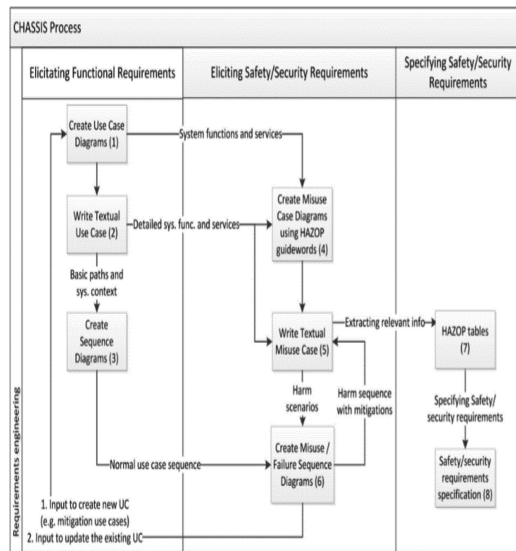 CHASSIS Process
Elicitating Functional Requirements
Eliciting Safety/Security Requirements
Specifying Safety/Security
Requirements
Create Use Case
Diagrams (1)
System functions and services
Write Textual
Use Case (2)
Detailed sys. func. and services
Create Misuse
Case Diagrams
using HAZOP
guidewords (4)
Basic paths and
sys. context
Create
Sequence
Diagrams (3)
Write Textual
Misuse Case (5)
Extracting relevant info
HAZOP tables
(7)
Harm
scenarios
Harm sequence
with mitigations
Specifying Safety/
security requirements
Normal use case sequence
Create Misuse /
Failure Sequence
Diagrams (6)
Safety/security
requirements
specification (8)
1. Input to create new UC
(e.g. mitigation use cases)
2. Input to update the existing UC
Requirements engineering